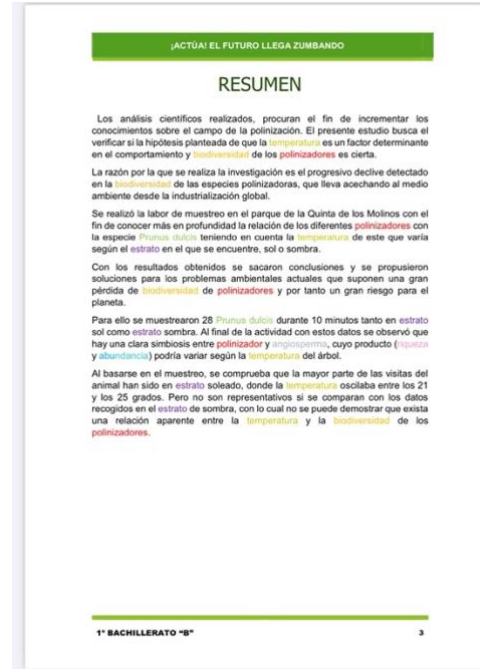 ¡ACTÚA! EL FUTURO LLEGA ZUMBANDO
RESUMEN
Los análisis científicos realizados, procuran el fin de incrementar los
conocimientos sobre el campo de la polinización. El presente estudio busca el
verificar si la hipótesis planteada de que la temperatura es un factor determinante
en el comportamiento y biodiversidad de los polinizadores es cierta.
La razón por la que se realiza la investigación es el progresivo declive detectado
en la biodiversidad de las especies polinizadoras, que lleva acechando al medio
ambiente desde la industrialización global.
Se realizó la labor de muestreo en el parque de la Quinta de los Molinos con el
fin de conocer más en profundidad la relación de los diferentes polinizadores con
la especie Prunus dulcis teniendo en cuenta la temperatura de este que varía
según el estrato en el que se encuentre, sol o sombra.
Con los resultados obtenidos se sacaron conclusiones y se propusieron
soluciones para los problemas ambientales actuales que suponen una gran
pérdida de biodiversidad de polinizadores y por tanto un gran riesgo para el
planeta.
Para ello se muestrearon 28 Prunus dulcis durante 10 minutos tanto en estrato
sol como estrato sombra. Al final de la actividad con estos datos se observó que
hay una clara simbiosis entre polinizador y angiosperma, cuyo producto (riqueza
y abundancia) podría variar según la temperatura del árbol.
Al basarse en el muestreo, se comprueba que la mayor parte de las visitas del
animal han sido en estrato soleado, donde la temperatura oscilaba entre los 21
y los 25 grados. Pero no son representativos si se comparan con los datos
recogidos en el estrato de sombra, con lo cual no se puede demostrar que exista
una relación aparente entre la temperatura y la biodiversidad de los
polinizadores.
1° BACHILLERATO "B"
3